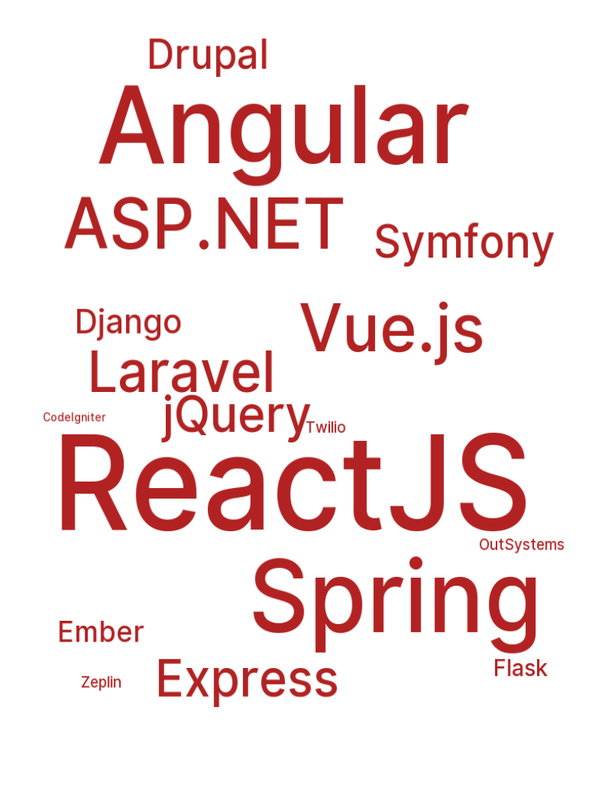 Drupal
Angular
ASP.NET
Symfony
Django
Vue.js
Laravel
jQuery
CodeIgniter
Twilio
ReactJS
OutSystems
Spring
Ember
Flask
Zeplin
Express